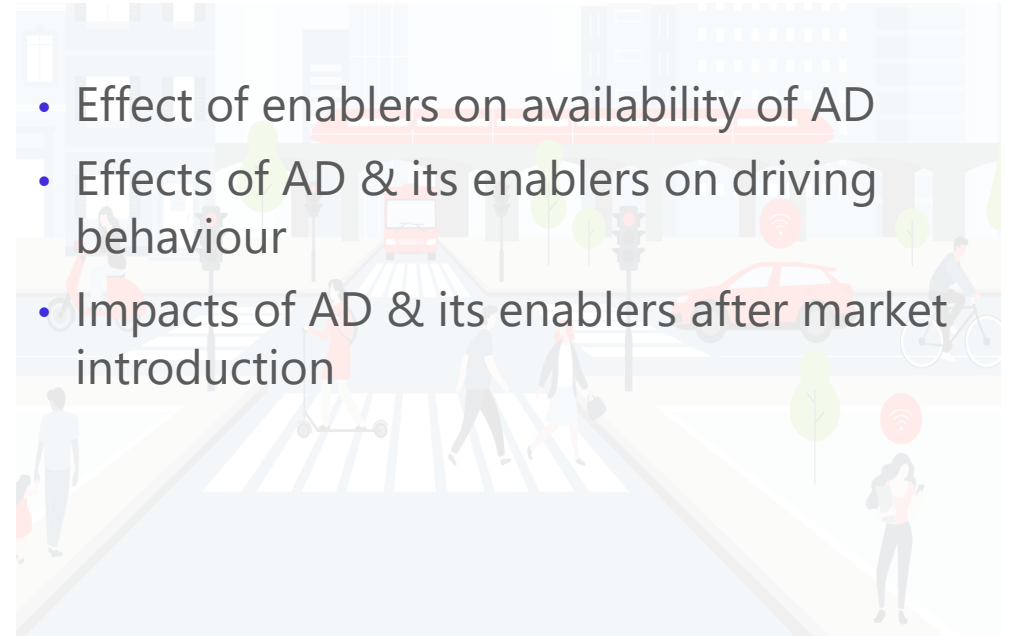 • Effect of enablers on availability of AD
• Effects of AD & its enablers on driving
behaviour
• Impacts of AD & its enablers after market
introduction